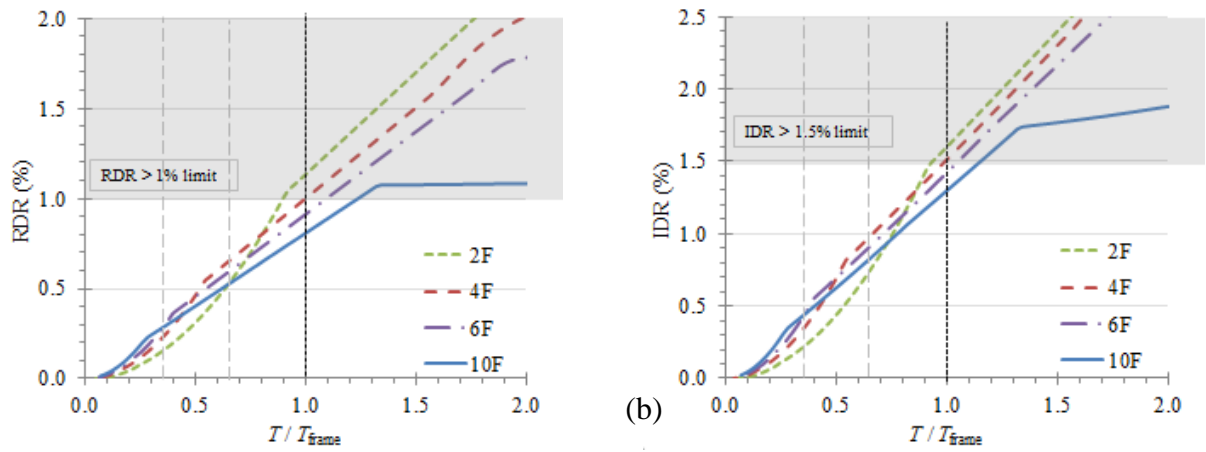 2.0
1.5
1.0
0.5
0.0
RDR (%)
RDR > 1% limit
2F
4F
6F
10F
0.0 0.5 1.0 1.5 2.0
T / Tframe
(b)
2.5
2.0
1.5
1.0
0.5
0.0
IDR (%)
IDR > 1.5% limit
2F
4F
6F
10F
0.0 0.5 1.0 1.5 2.0
T / Tframe